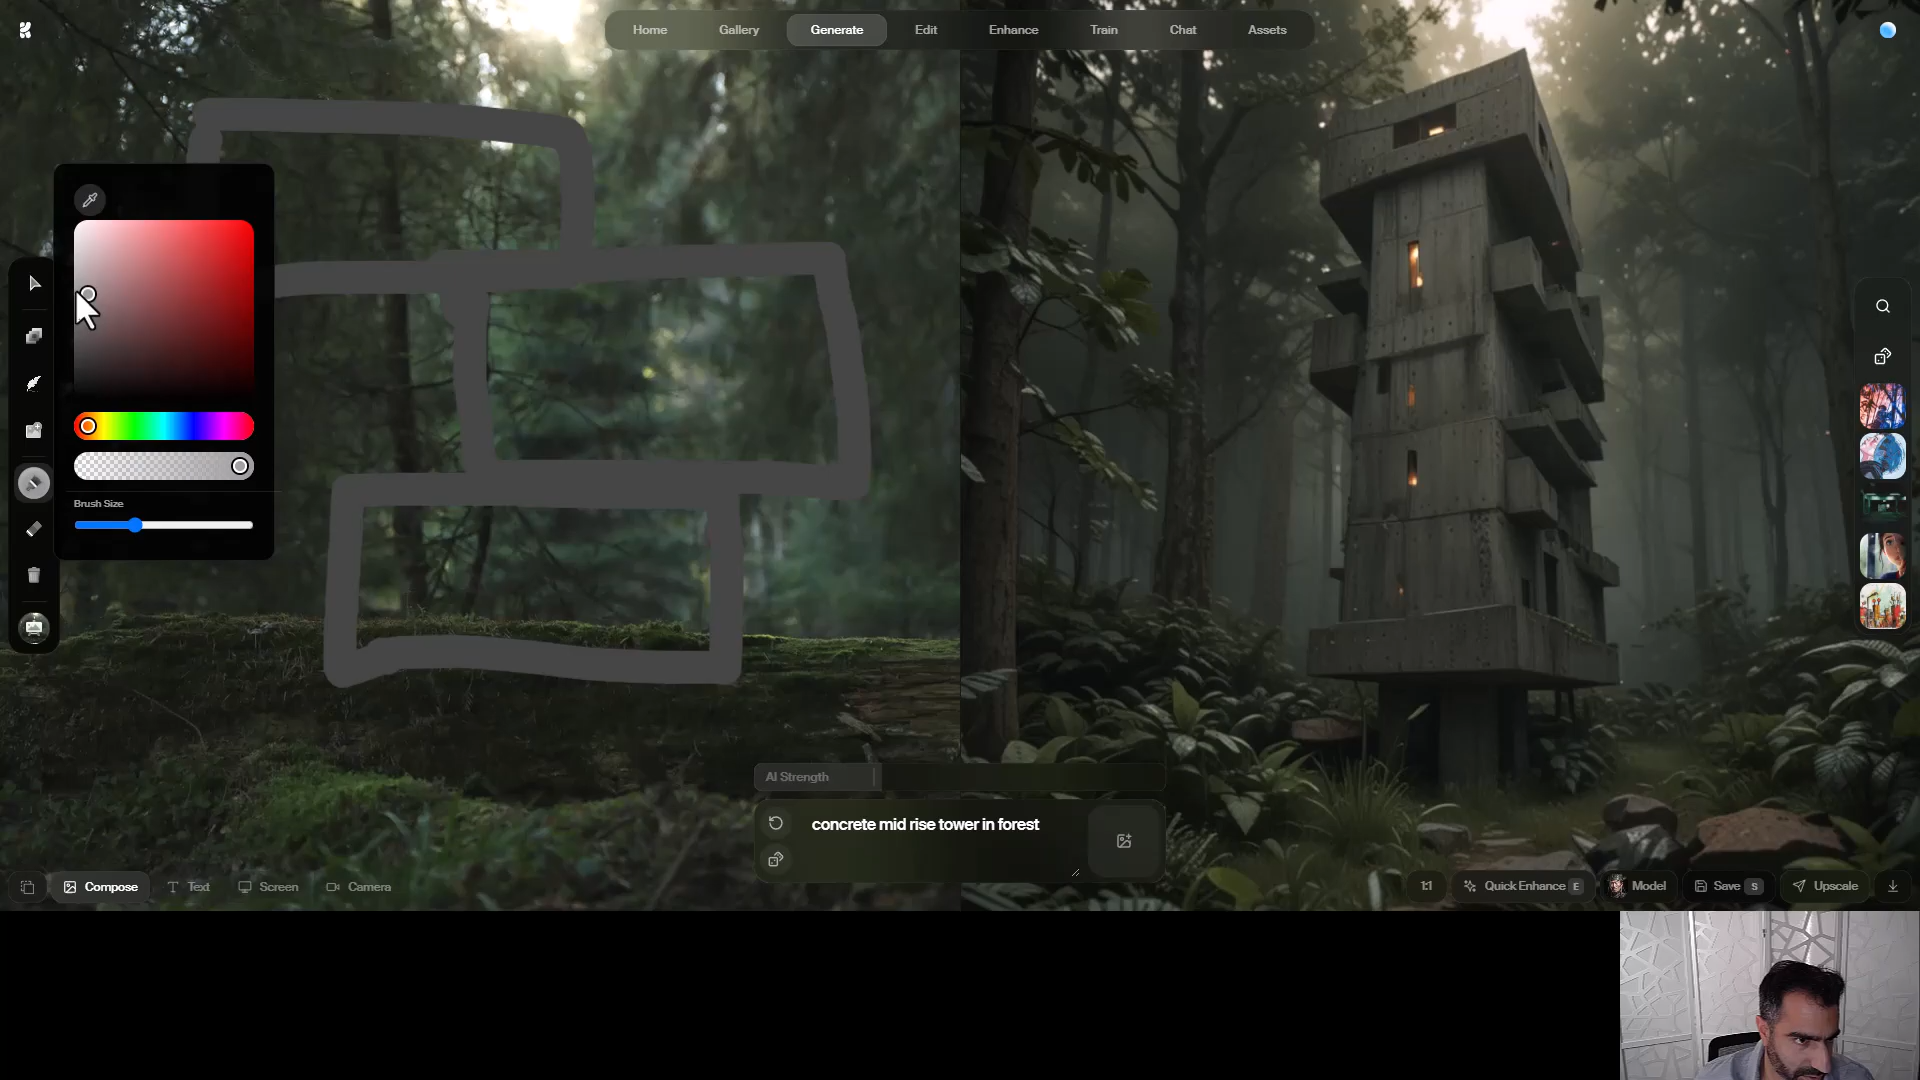 Home
Gallery
Generate
Edit
Enhance
Train
Chat
Assets
Brush Size
AI Strength
concrete mid rise tower in forest
Compose
Text
Screen
Camera
1:1
Quick Enhance E
Model
Save S
Upscale